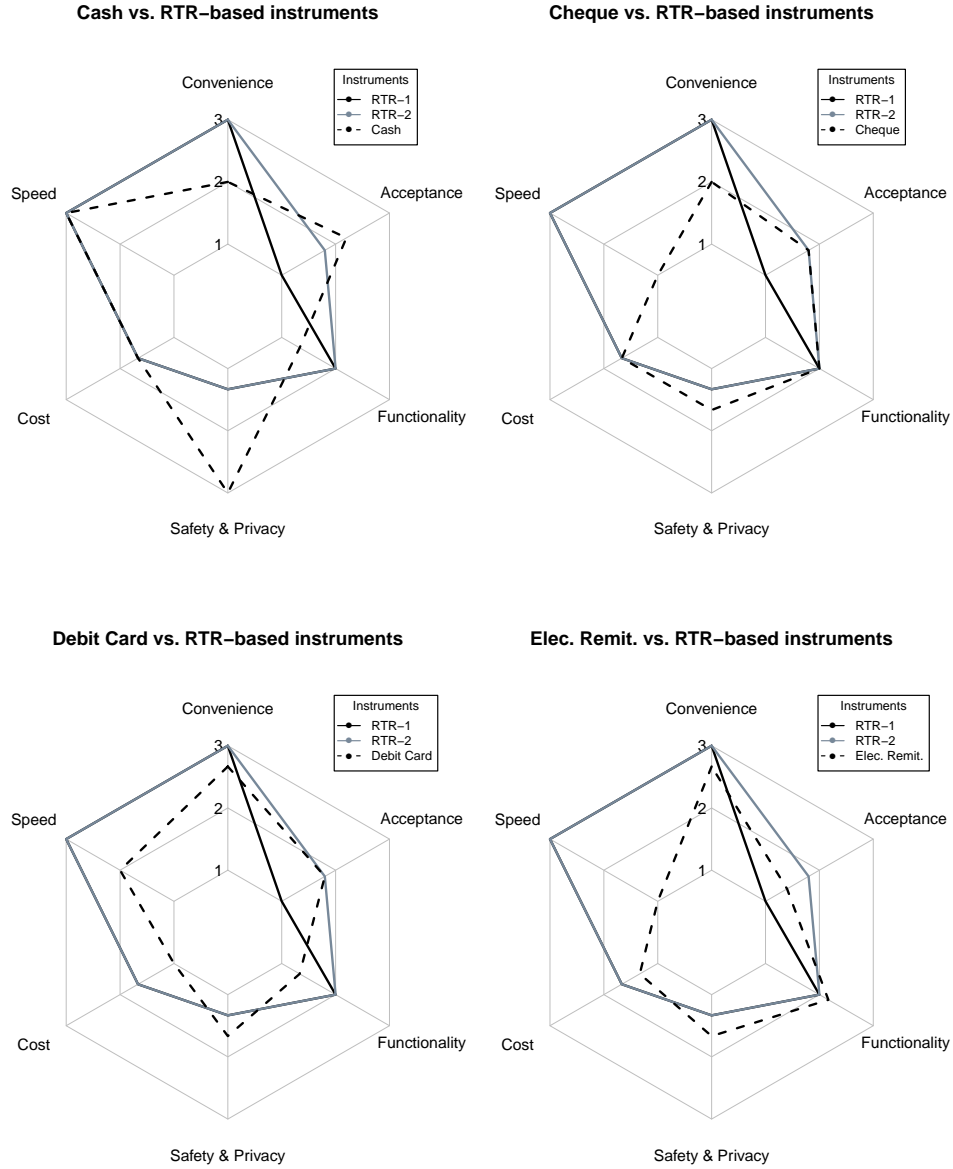 Cash vs. RTR−based instruments
Convenience
Instruments
RTR−1
RTR−2
Cash
3
2
1
Speed
Acceptance
Cost
Functionality
Safety & Privacy
Cheque vs. RTR−based instruments
Convenience
Instruments
RTR−1
RTR−2
Cheque
3
2
1
Speed
Acceptance
Cost
Functionality
Safety & Privacy
Debit Card vs. RTR−based instruments
Convenience
Instruments
RTR−1
RTR−2
Debit Card
3
2
1
Speed
Acceptance
Cost
Functionality
Safety & Privacy
Elec. Remit. vs. RTR−based instruments
Convenience
Instruments
RTR−1
RTR−2
Elec. Remit.
3
2
1
Speed
Acceptance
Cost
Functionality
Safety & Privacy